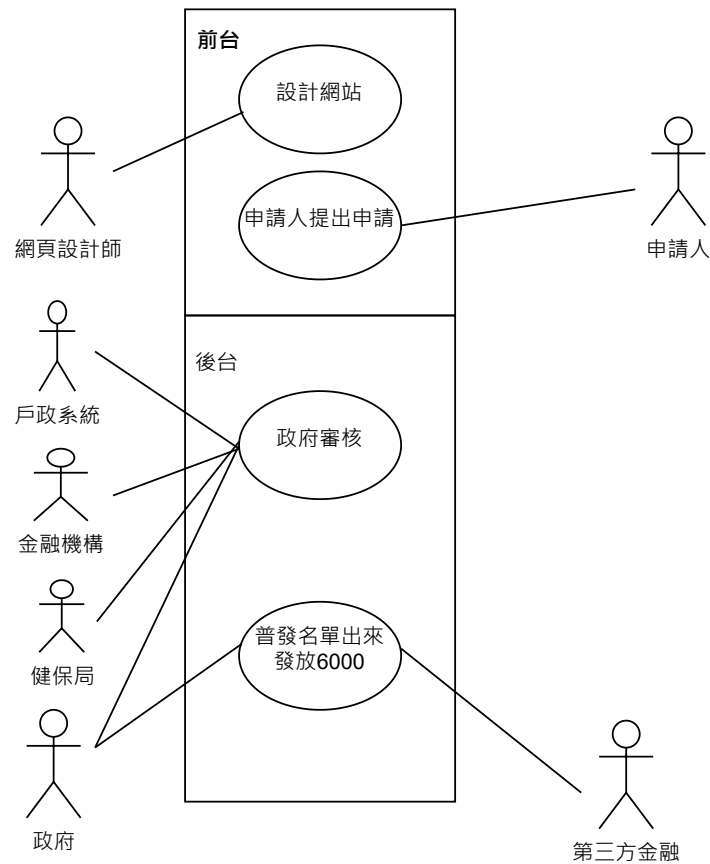 前台
設計網站
申請人提出申請
網頁設計師
申請人
後台
戶政系統
政府審核
金融機構
健保局
普發名單出來
發放6000
政府
第三方金融